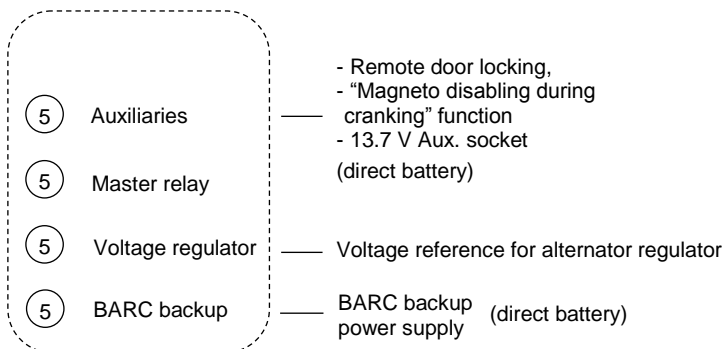 5 Auxiliaries
- Remote door locking,
- “Magneto disabling during
cranking” function
- 13.7 V Aux. socket
(direct battery)
5 Master relay
5 Voltage regulator
Voltage reference for alternator regulator
5 BARC backup
BARC backup
power supply (direct battery)